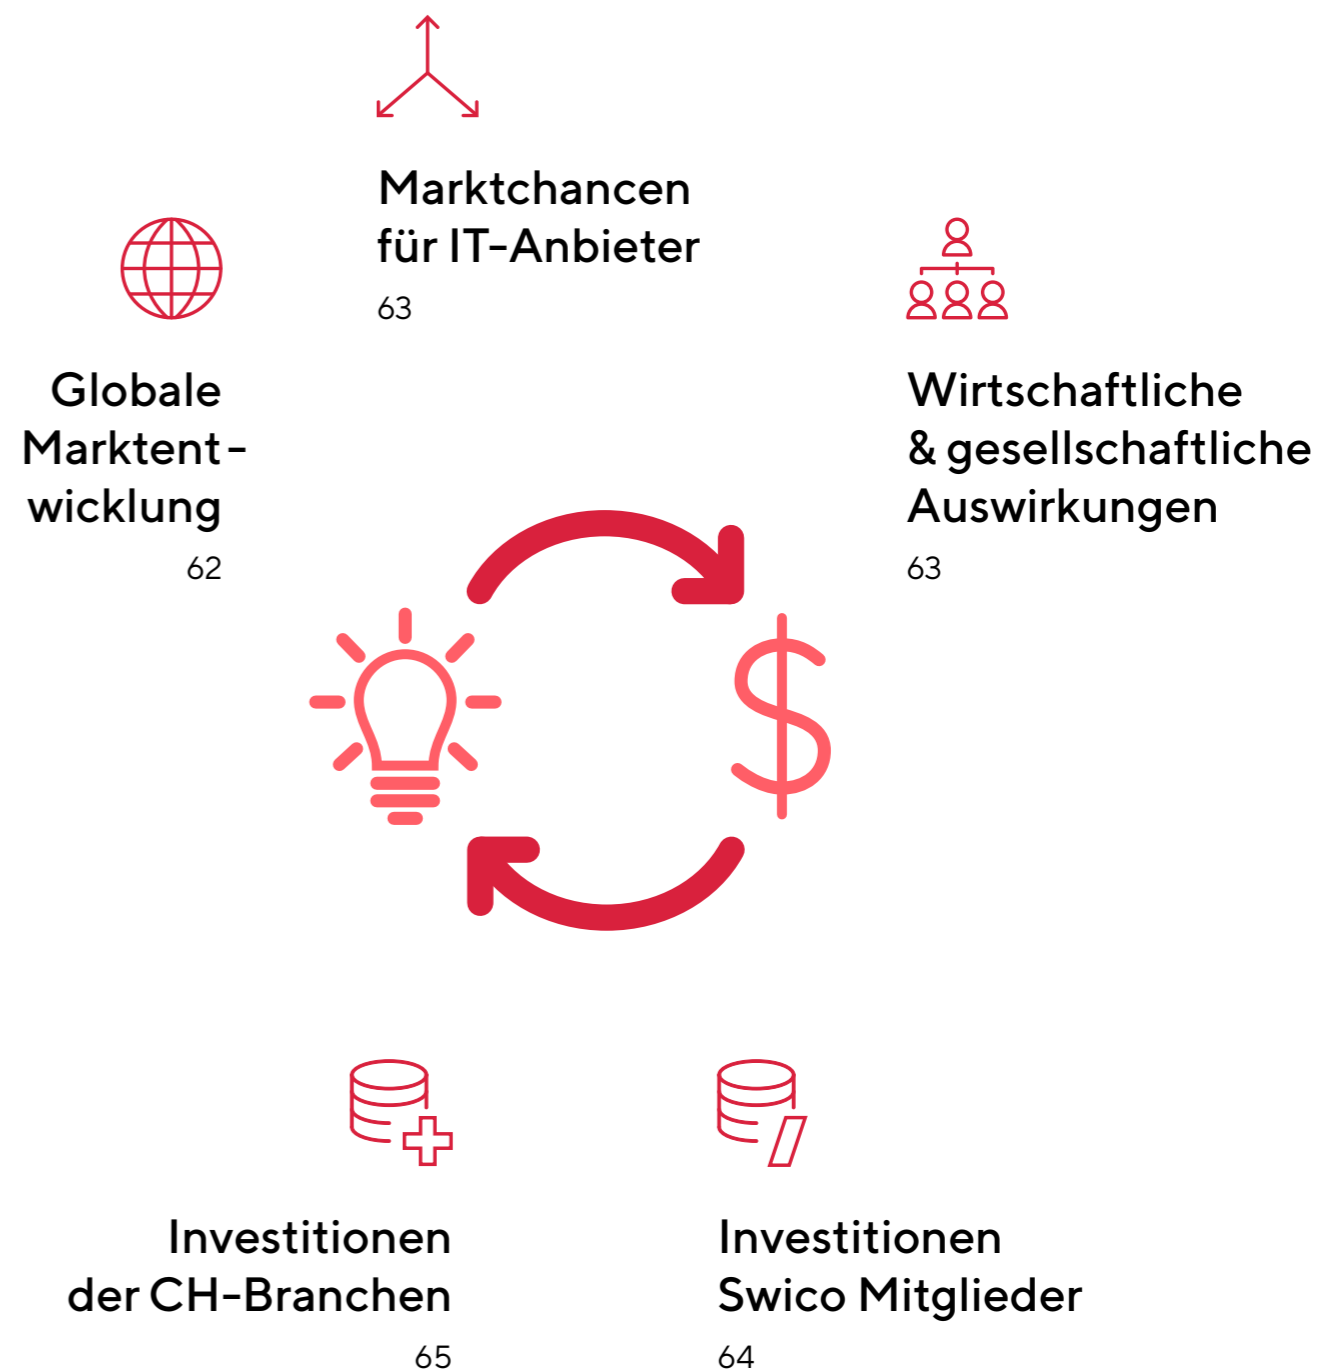 Marktchancen
für IT-Anbieter
63
Globale
Marktent-
wicklung
62
Wirtschaftliche
& gesellschaftliche
Auswirkungen
63
$
Investitionen
der CH-Branchen
65
Investitionen
Swico Mitglieder
64